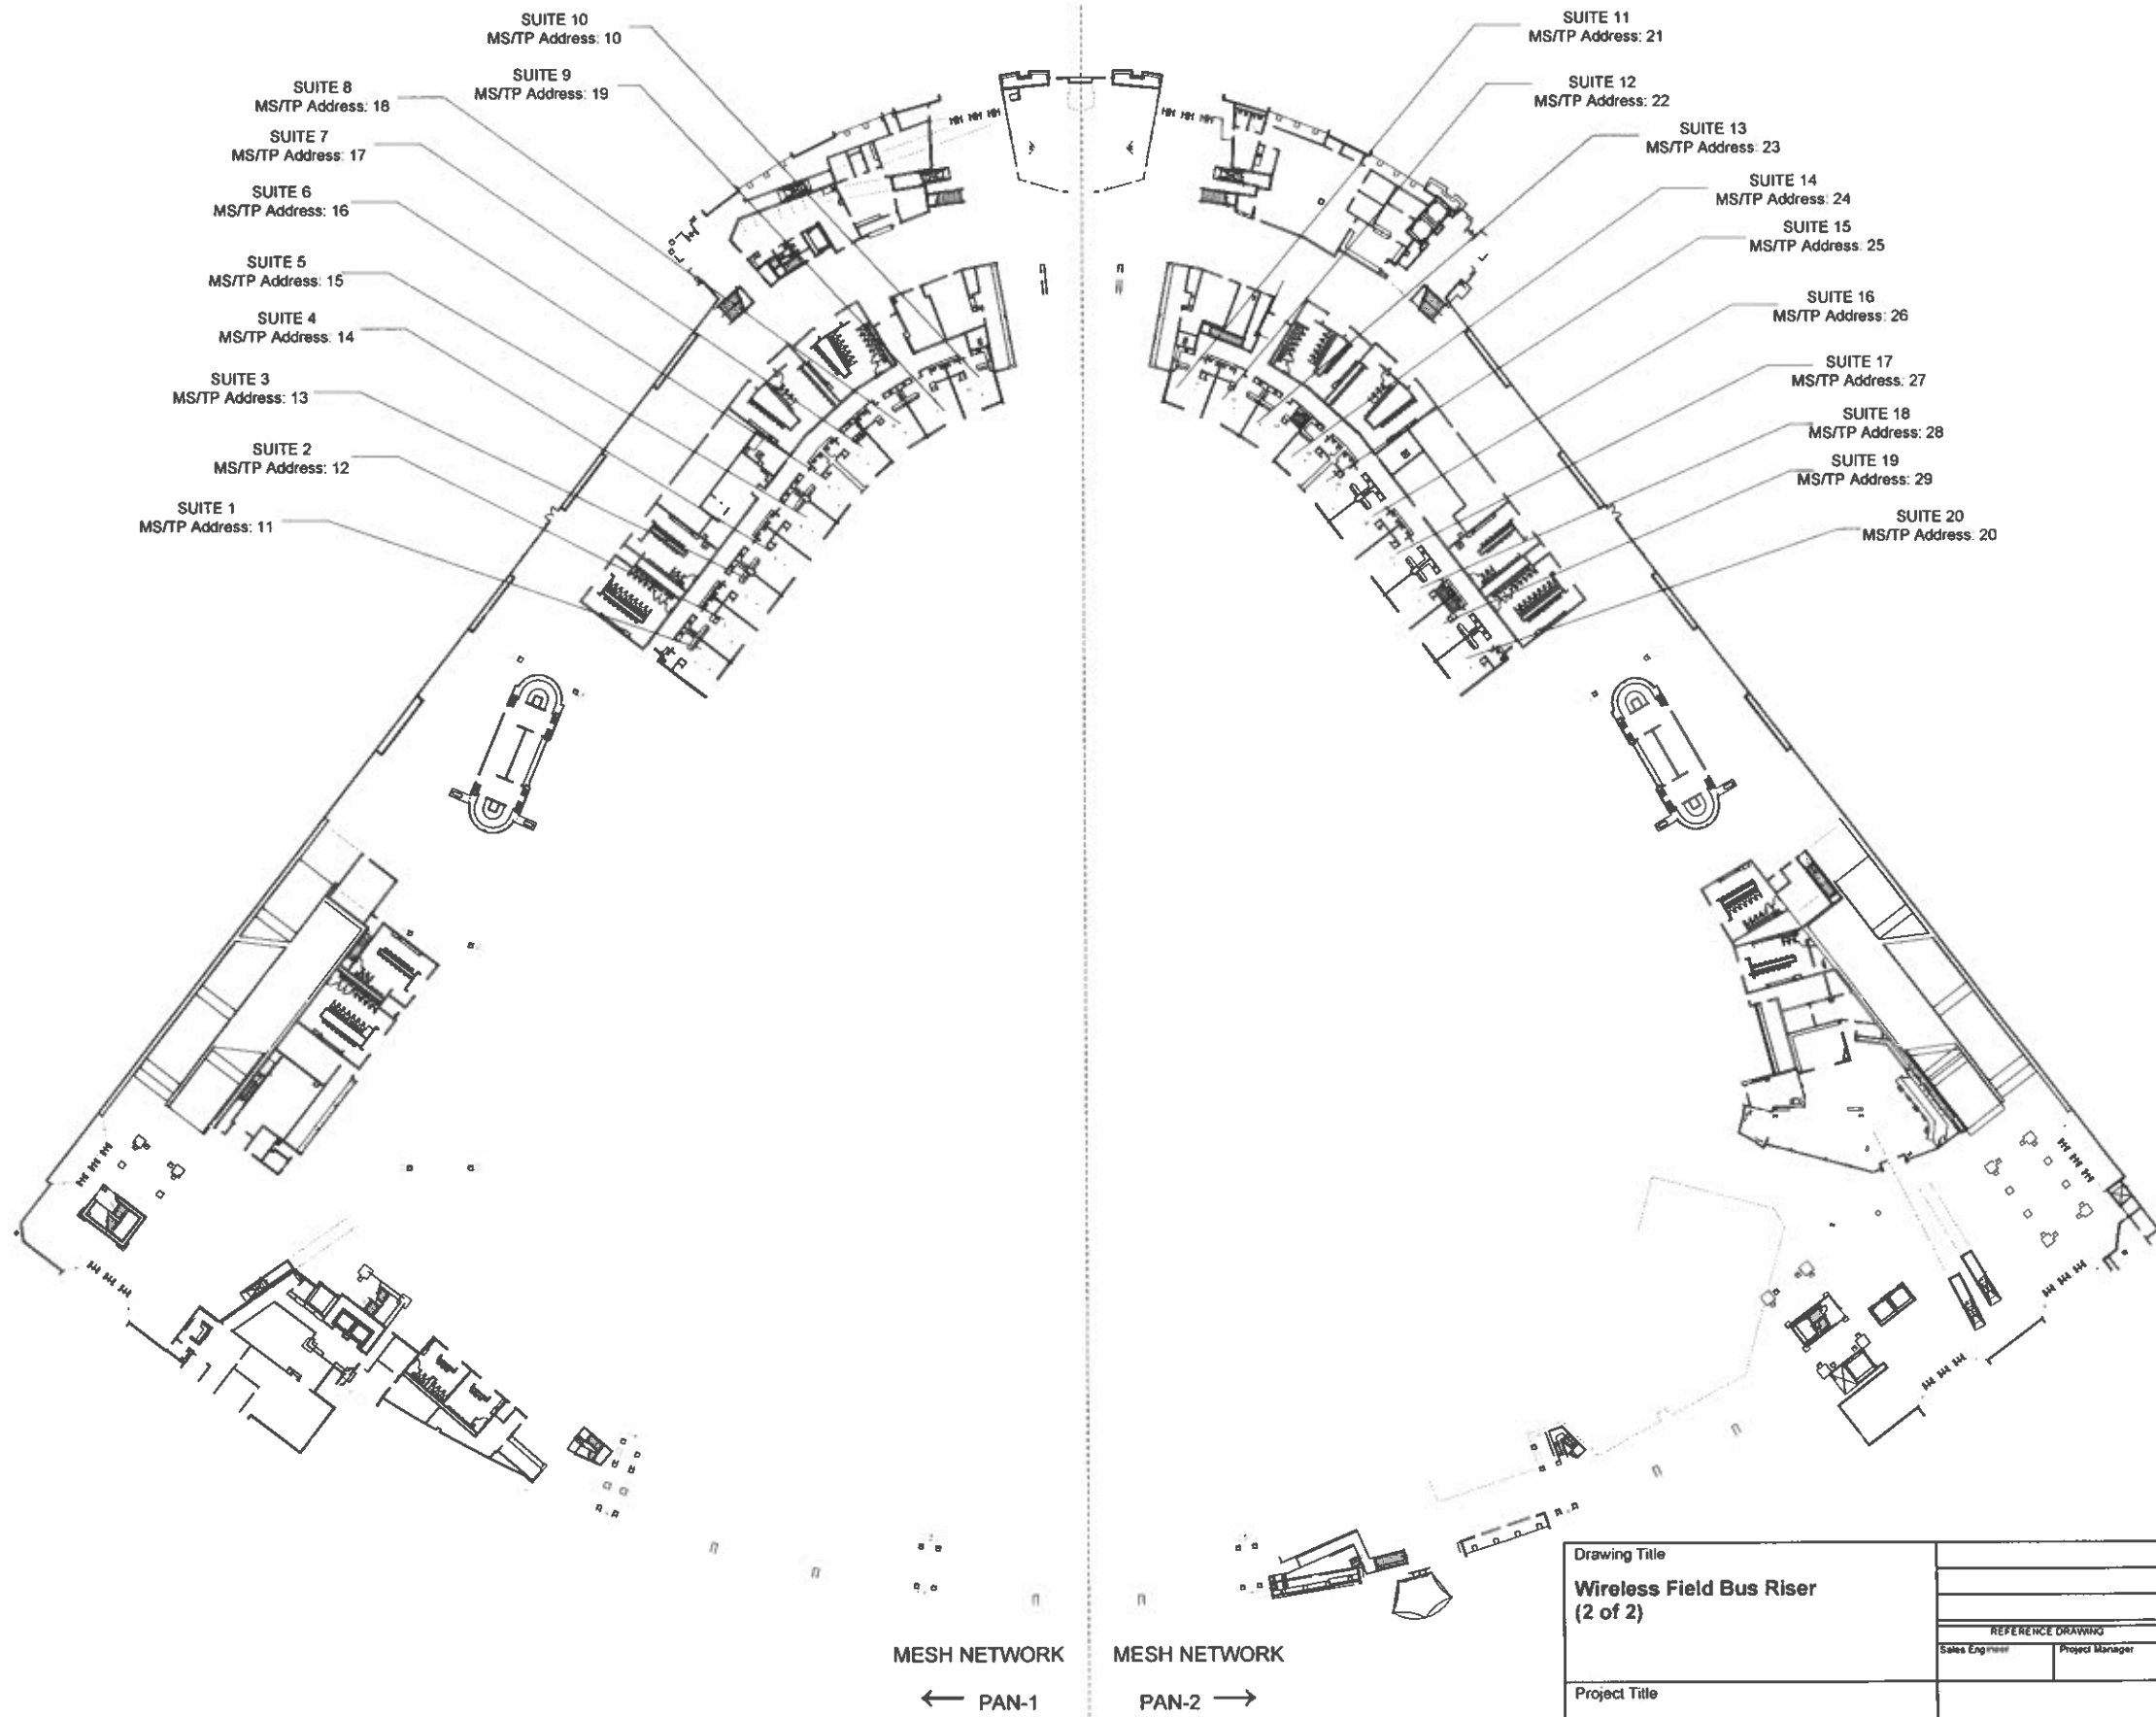 SUITE 10
MS/TP Address: 10
SUITE 9
MS/TP Address: 19
SUITE 8
MS/TP Address: 18
SUITE 7
MS/TP Address: 17
SUITE 6
MS/TP Address: 16
SUITE 5
MS/TP Address: 15
SUITE 4
MS/TP Address: 14
SUITE 3
MS/TP Address: 13
SUITE 2
MS/TP Address: 12
SUITE 1
MS/TP Address: 11
SUITE 11
MS/TP Address: 21
SUITE 12
MS/TP Address: 22
SUITE 13
MS/TP Address: 23
SUITE 14
MS/TP Address: 24
SUITE 15
MS/TP Address: 25
SUITE 16
MS/TP Address: 26
SUITE 17
MS/TP Address: 27
SUITE 18
MS/TP Address: 28
SUITE 19
MS/TP Address: 29
SUITE 20
MS/TP Address: 20
MESH NETWORK
← PAN-1
MESH NETWORK
PAN-2 →
Drawing Title
Wireless Field Bus Riser
(2 of 2)
REFERENCE DRAWING
Sales Engineer
Project Manager
Project Title